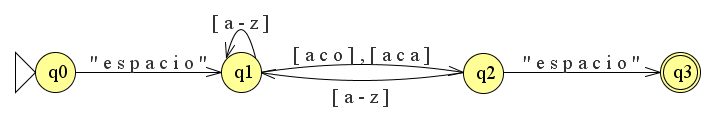 [a-z]
"espacio" [aco],[aca] "espacio"
q0 q1 q2 q3
[a-z]